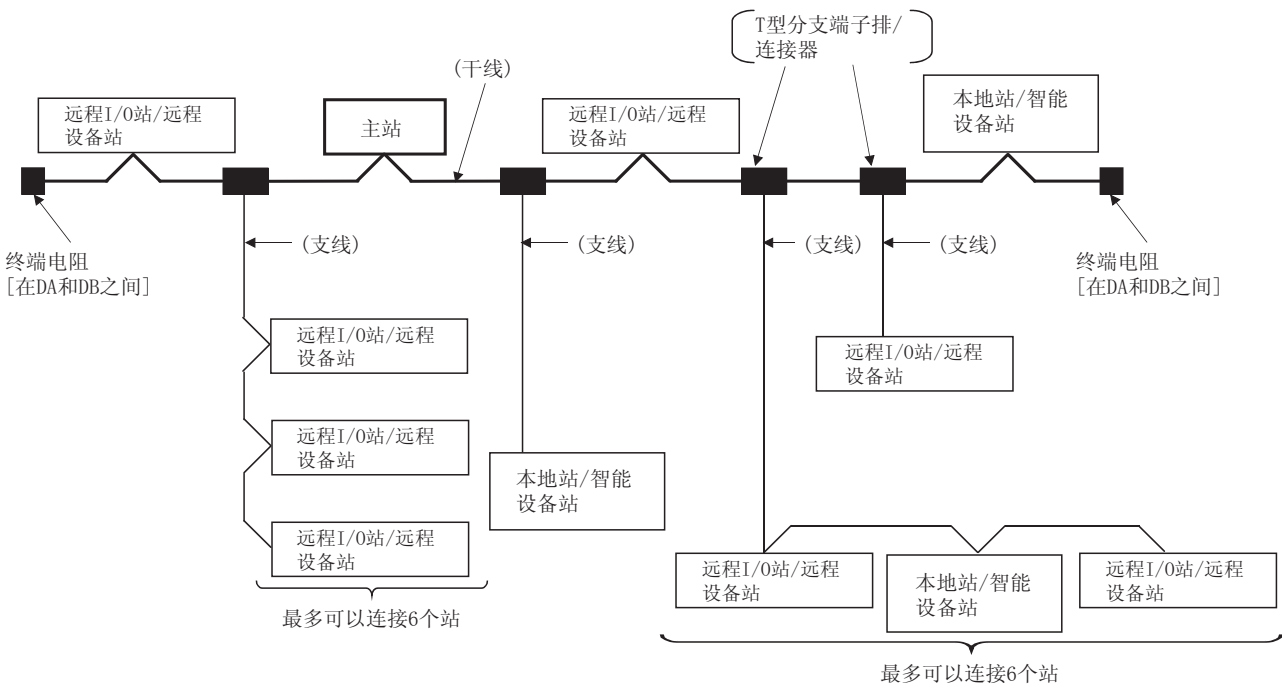 T型分支端子排/
连接器
(干线)
远程I/O站/远程
设备站
主站
远程I/O站/远程
设备站
本地站/智能
设备站
终端电阻
[在DA和DB之间]
(支线)
(支线)
(支线)
(支线)
终端电阻
[在DA和DB之间]
远程I/O站/远程
设备站
远程I/O站/远程
设备站
远程I/O站/远程
设备站
本地站/智能
设备站
远程I/O站/远程
设备站
远程I/O站/远程
设备站
远程I/O站/远程
设备站
本地站/智能
设备站
远程I/O站/远程
设备站
最多可以连接6个站
最多可以连接6个站